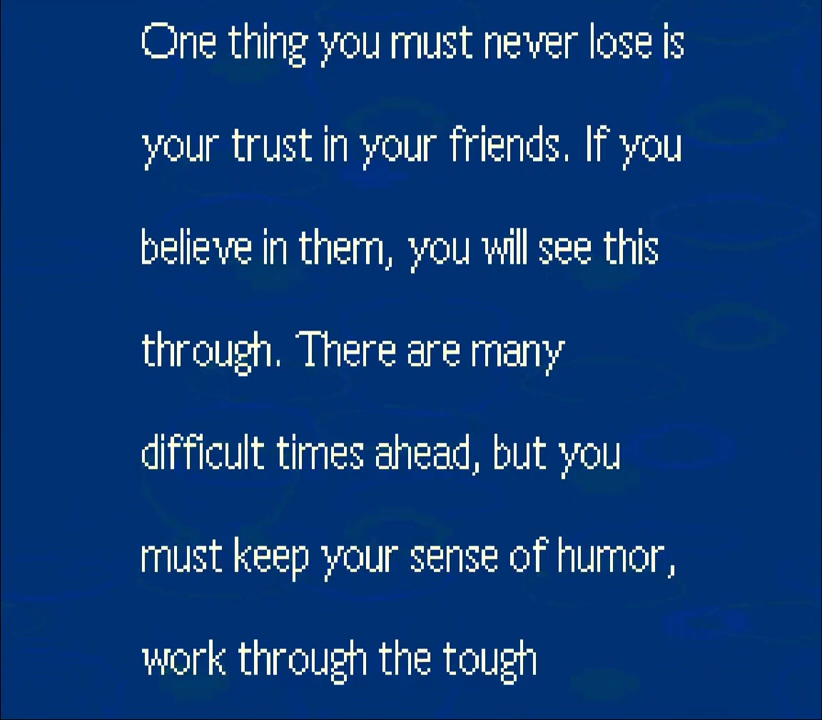 One thing you must never lose is
your trust in your friends. If you
believe in them, you will see this
through. There are many
difficult times ahead, but you
must keep your sense of humor,
work through the tough